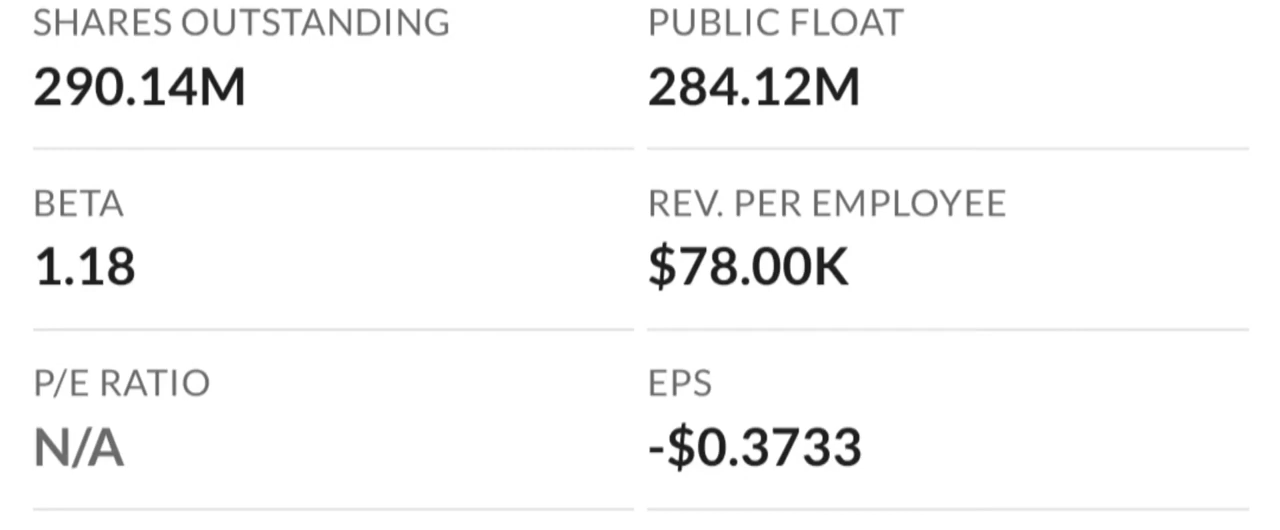 SHARES OUTSTANDING
290.14M
PUBLIC FLOAT
284.12M
BETA
1.18
REV. PER EMPLOYEE
$78.00K
P/E RATIO
N/A
EPS
-$0.3733